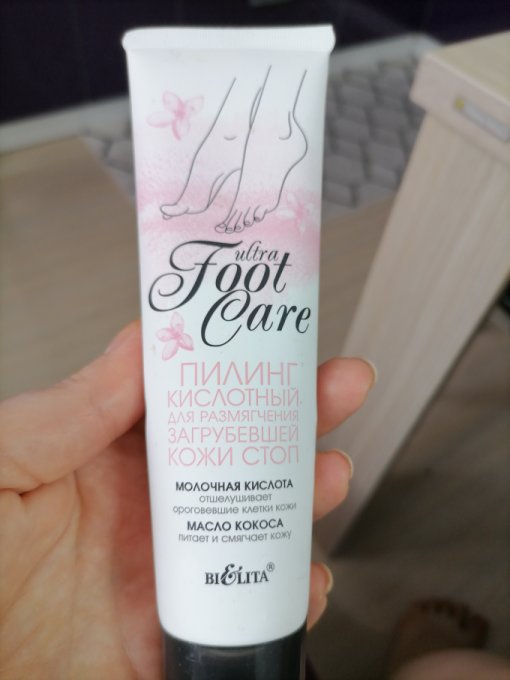 ultra
Foot
Care
ПИЛИНГ
КИСЛОТНЫЙ
ДЛЯ РАЗМЯГЧЕНИЯ
ЗАГРУБЕВШЕЙ
КОЖИ СТОП
МОЛОЧНАЯ КИСЛОТА
отшелушивает
ороговевшие клетки кожи
МАСЛО КОКОСА
питает и смягчает кожу
BIELITA®